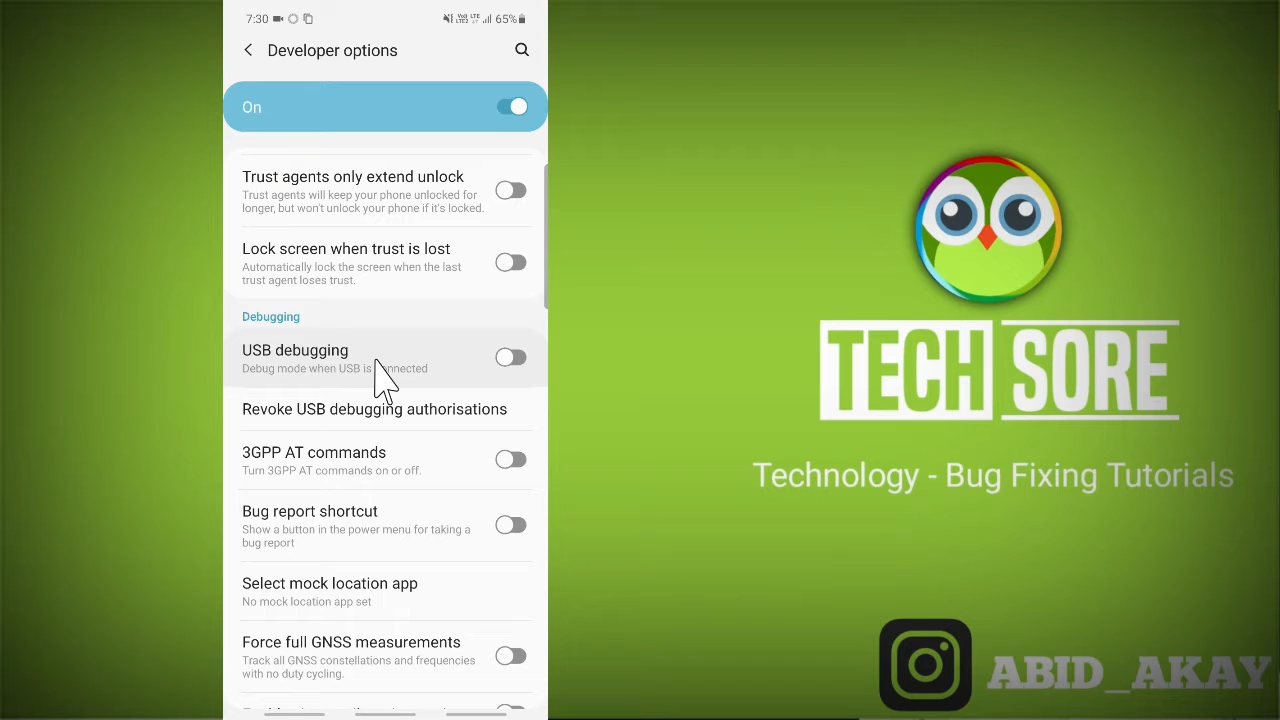 7:30
65%
Developer options
On
Trust agents only extend unlock
Trust agents will keep your phone unlocked for
longer, but won't unlock your phone if it's locked.
Lock screen when trust is lost
Automatically lock the screen when the last
trust agent loses trust.
Debugging
USB debugging
Debug mode when USB is connected
Revoke USB debugging authorisations
3GPP AT commands
Turn 3GPP AT commands on or off.
Bug report shortcut
Show a button in the power menu for taking a
bug report
Select mock location app
No mock location app set
Force full GNSS measurements
Track all GNSS constellations and frequencies
with no duty cycling.
TECH SORE
Technology - Bug Fixing Tutorials
ABID_AKAY